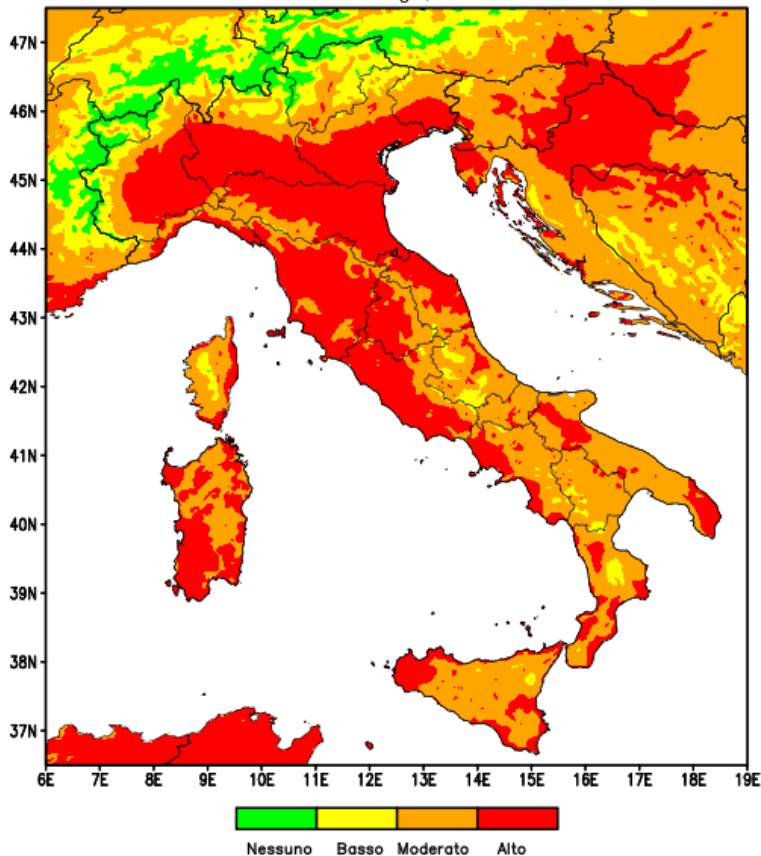 47N
46N
45N
44N
43N
42N
41N
40N
39N
38N
37N
6E 7E 8E 9E 10E 11E 12E 13E 14E 15E 16E 17E 18E 19E
Nessuno Basso Moderato Alto